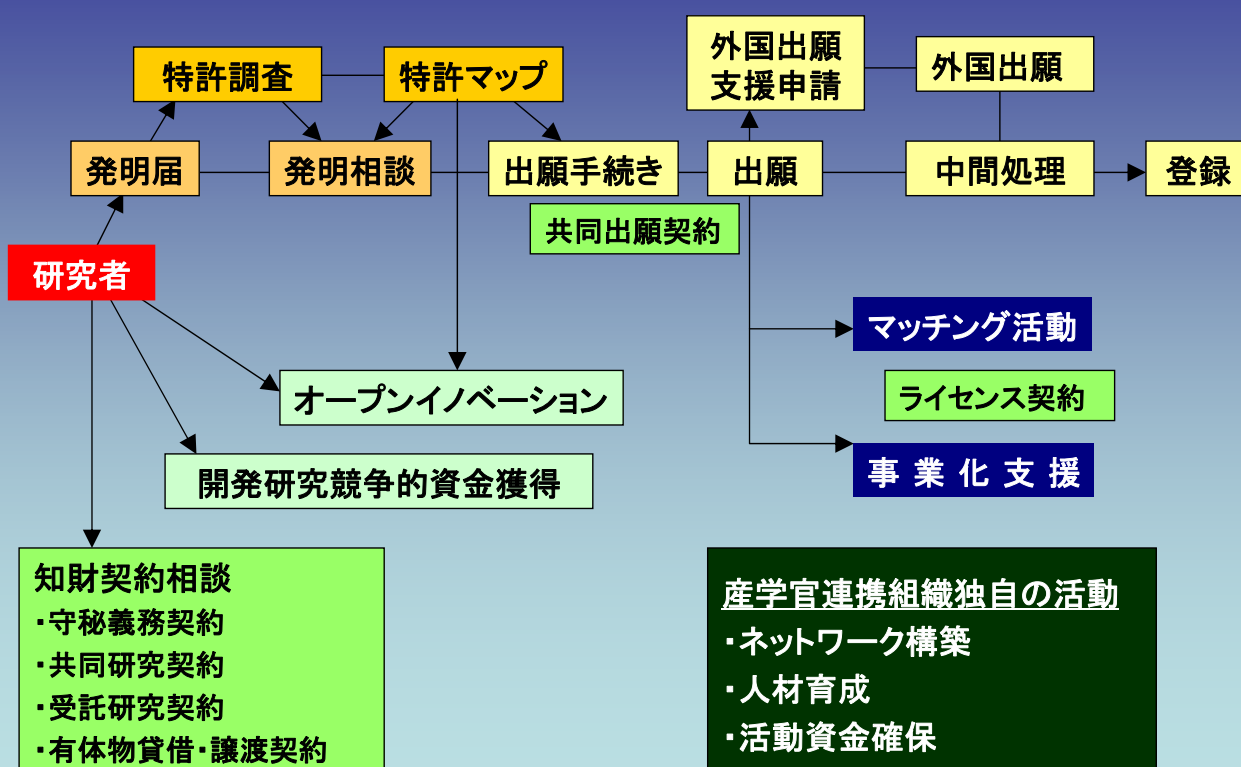 特許調査
特許マップ
外国出願
支援申請
外国出願
発明届
発明相談
出願手続き
出願
中間処理
登録
共同出願契約
研究者
マッチング活動
オープンイノベーション
ライセンス契約
開発研究競争的資金獲得
事業化支援
知財契約相談
・守秘義務契約
・共同研究契約
・受託研究契約
・有体物貸借・譲渡契約
産学官連携組織独自の活動
・ネットワーク構築
・人材育成
・活動資金確保